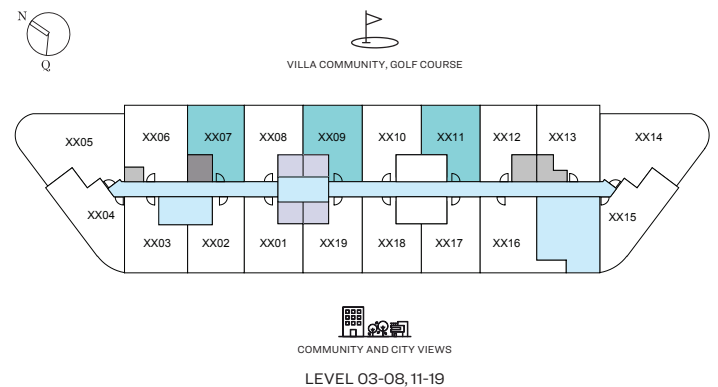 N
Q
VILLA COMMUNITY, GOLF COURSE
XX05
XX06
XX07
XX08
XX09
XX10
XX11
XX12
XX13
XX14
XX04
XX03
XX02
XX01
XX19
XX18
XX17
XX16
XX15
COMMUNITY AND CITY VIEWS
LEVEL 03-08, 11-19